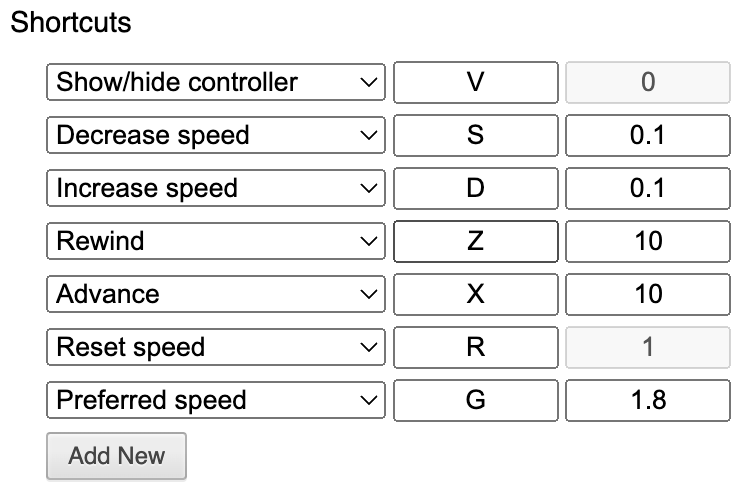 Shortcuts
Show/hide controller V 0
Decrease speed S 0.1
Increase speed D 0.1
Rewind Z 10
Advance X 10
Reset speed R 1
Preferred speed G 1.8
Add New